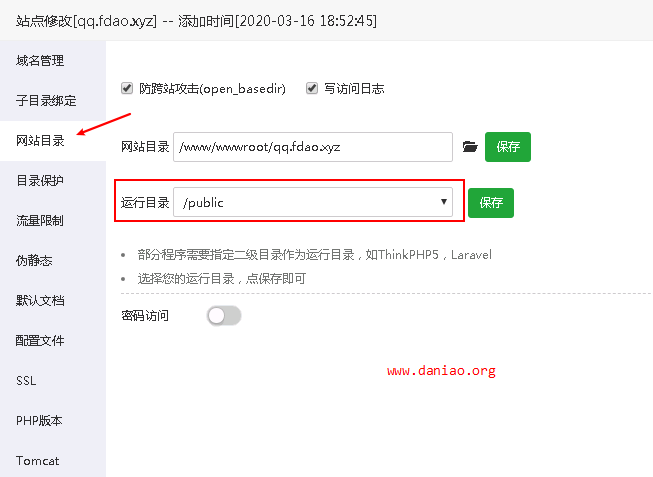 站点修改[qq.fdao.xyz] -- 添加时间[2020-03-16 18:52:45]
域名管理
子目录绑定
网站目录
目录保护
流量限制
伪静态
默认文档
配置文件
SSL
PHP版本
Tomcat
防跨站攻击(open_basedir) 写访问日志
网站目录 /www/wwwroot/qq.fdao.xyz 保存
运行目录 /public 保存
部分程序需要指定二级目录作为运行目录，如ThinkPHP5，Laravel
选择您的运行目录，点保存即可
密码访问
www.daniao.org